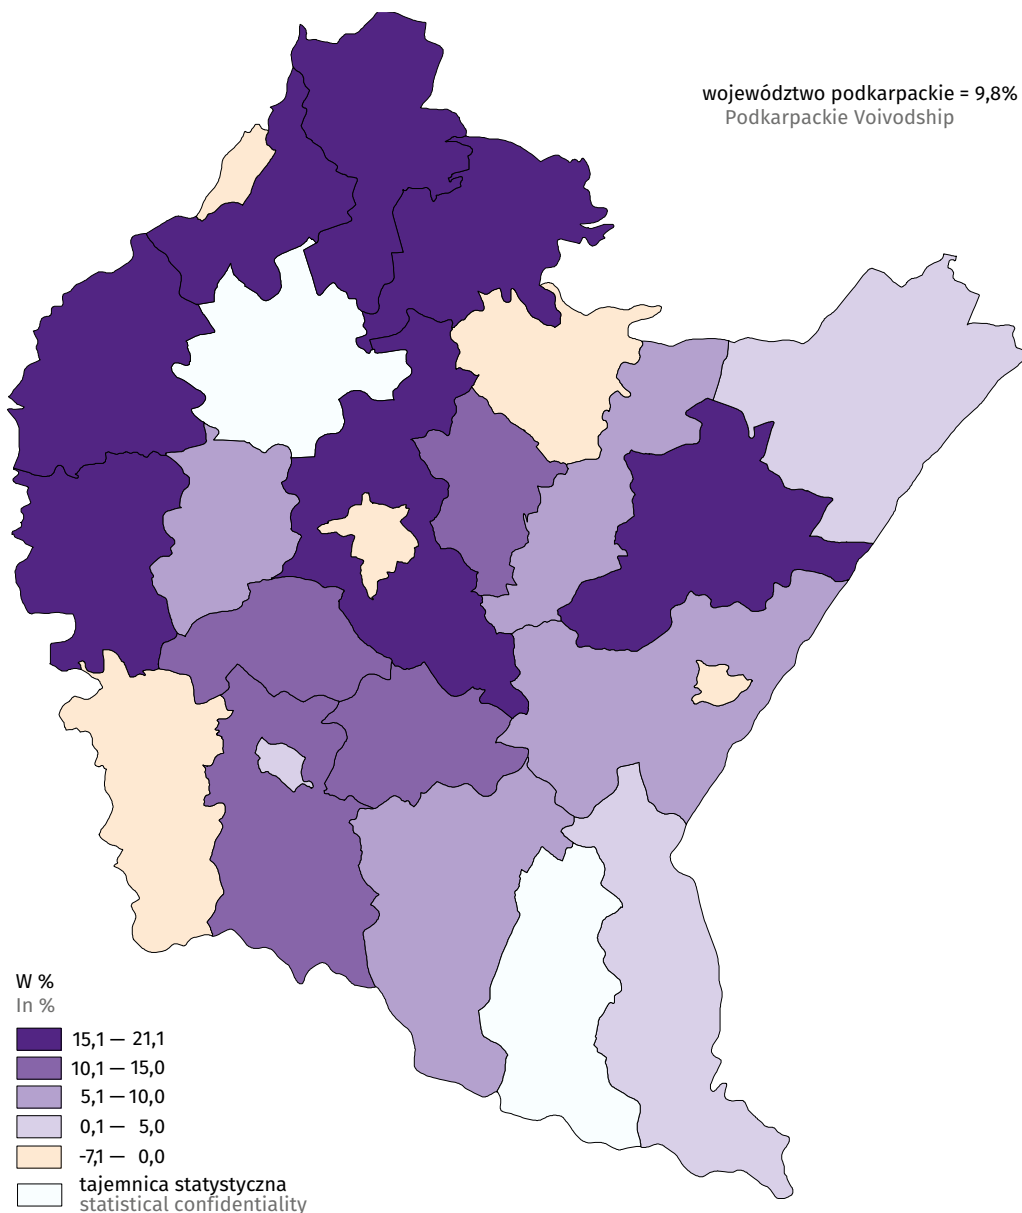 województwo podkarpackie = 9,8%
Podkarpackie Voivodship
W %
In %
15,1 — 21,1
10,1 — 15,0
5,1 — 10,0
0,1 — 5,0
-7,1 — 0,0
tajemnica statystyczna
statistical confidentiality